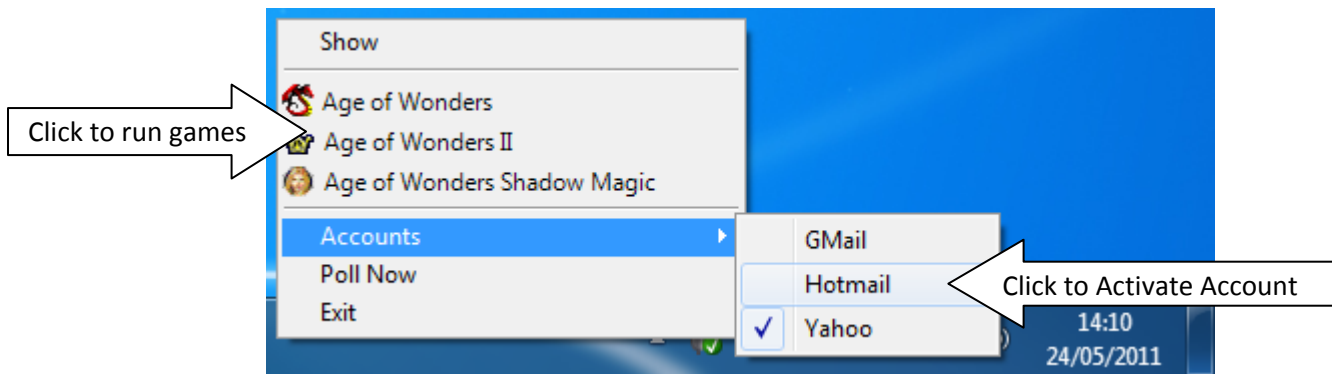 Show
Age of Wonders
Click to run games
Age of Wonders II
Age of Wonders Shadow Magic
Accounts
GMail
Poll Now
Hotmail
Click to Activate Account
Exit
Yahoo
14:10
24/05/2011